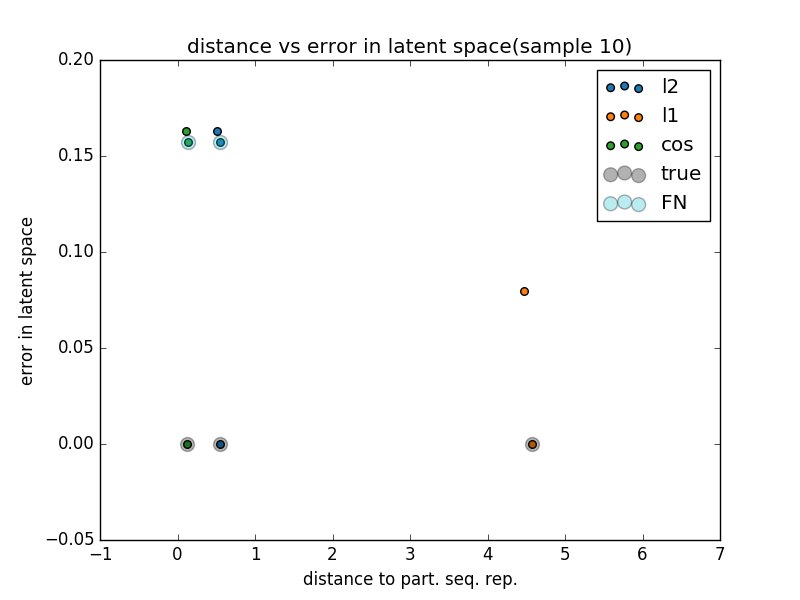 distance vs error in latent space(sample 10)
0.20
0.15
0.10
0.05
0.00
−0.05
error in latent space
l2
l1
cos
true
FN
−1 0 1 2 3 4 5 6 7
distance to part. seq. rep.